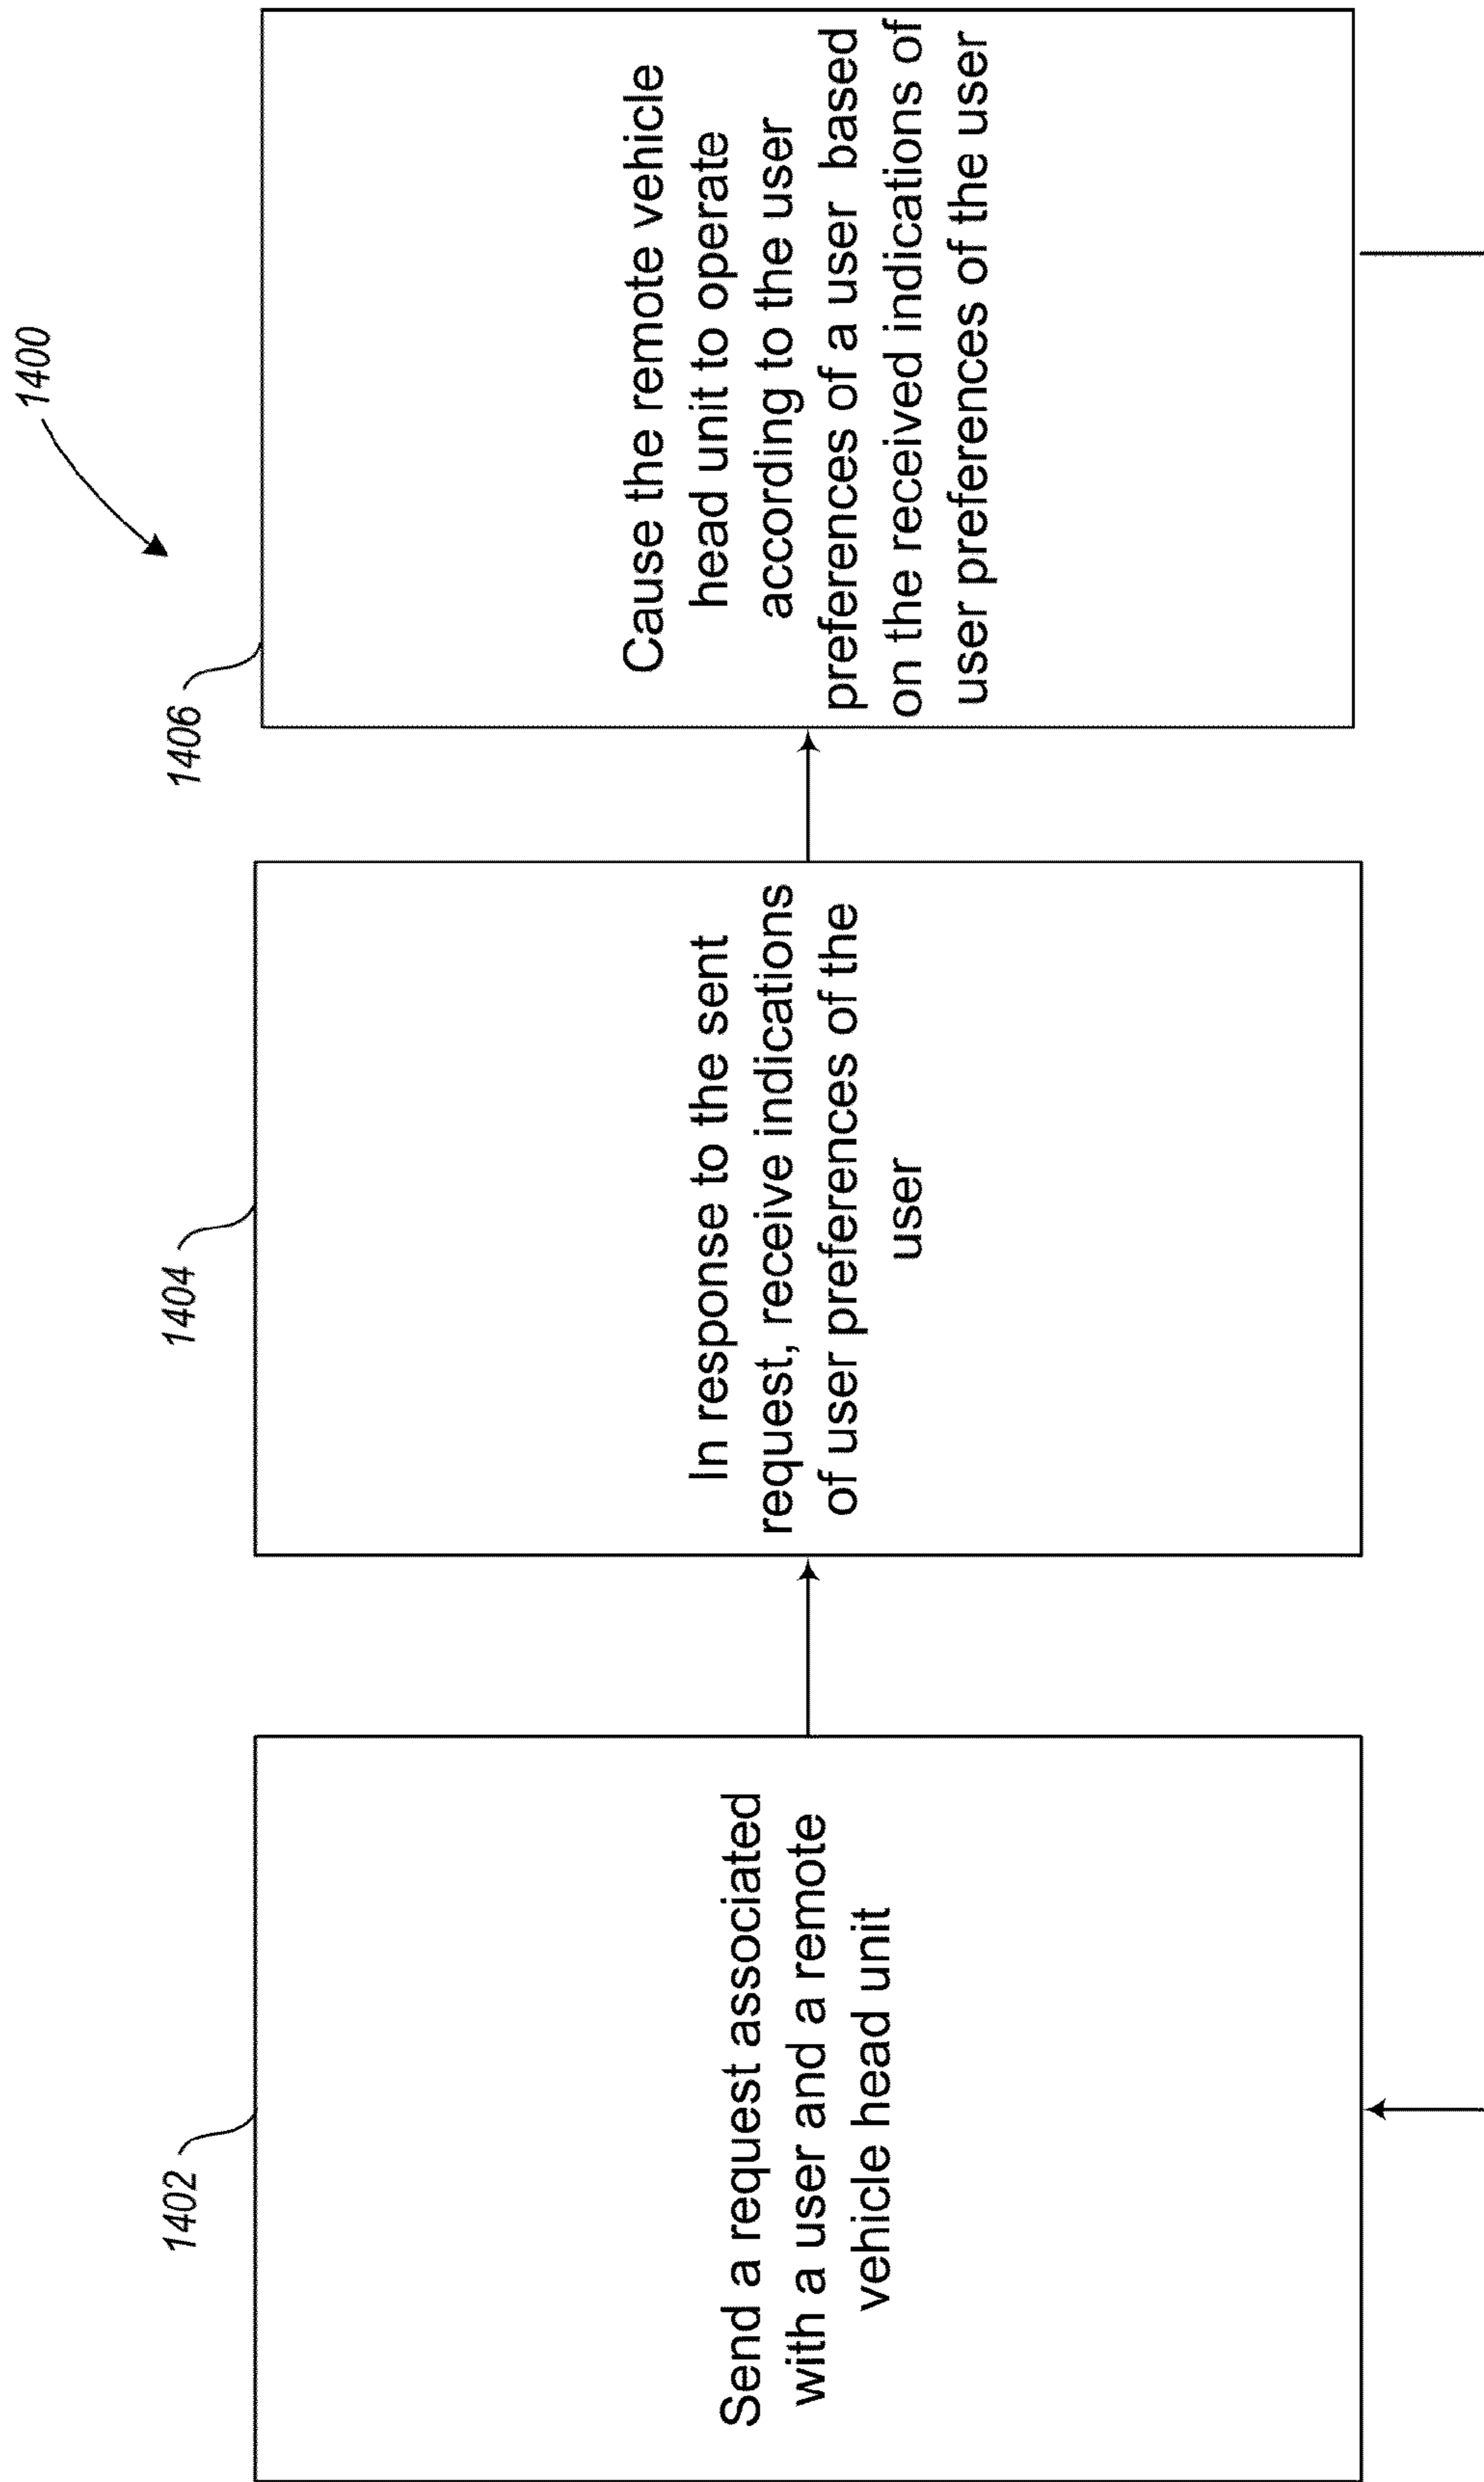 1400
1402
Send a request associated
with a user and a remote
vehicle head unit
1404
In response to the sent
request, receive indications
of user preferences of the
user
1406
Cause the remote vehicle
head unit to operate
according to the user
preferences of a user  based
on the received indications of
user preferences of the user